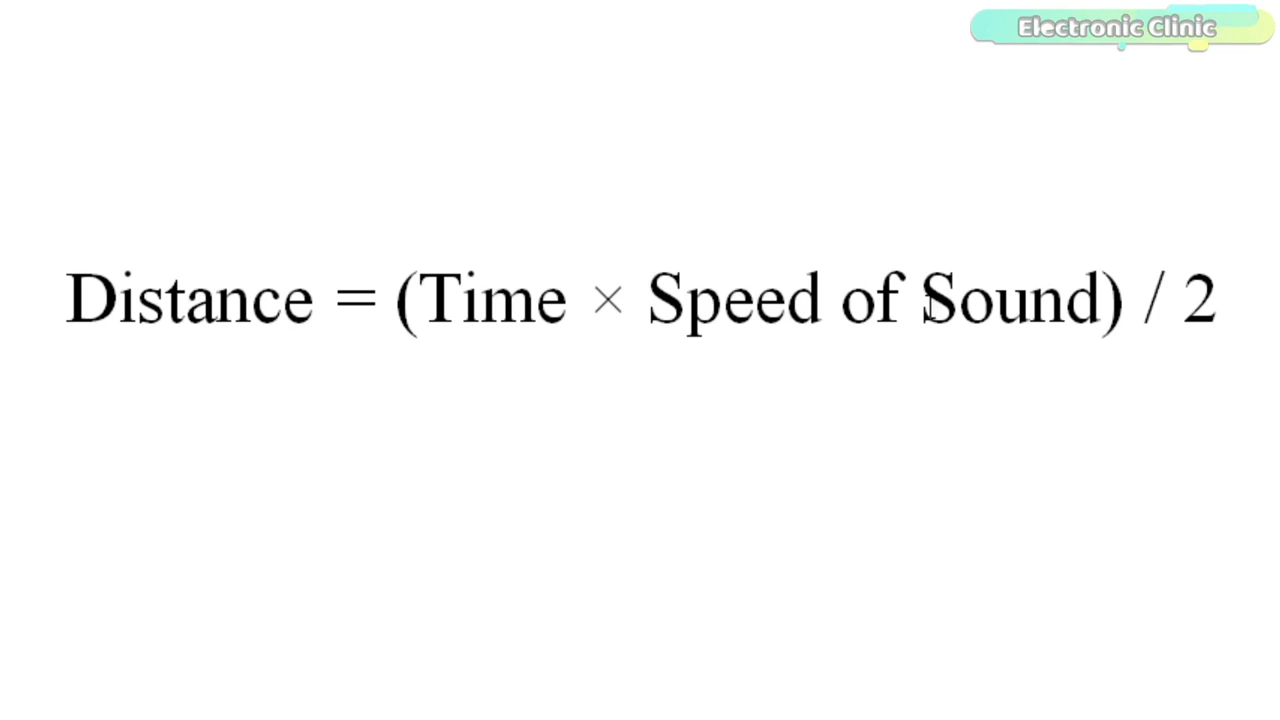 Electronic Clinic
Distance = (Time × Speed of Sound) / 2